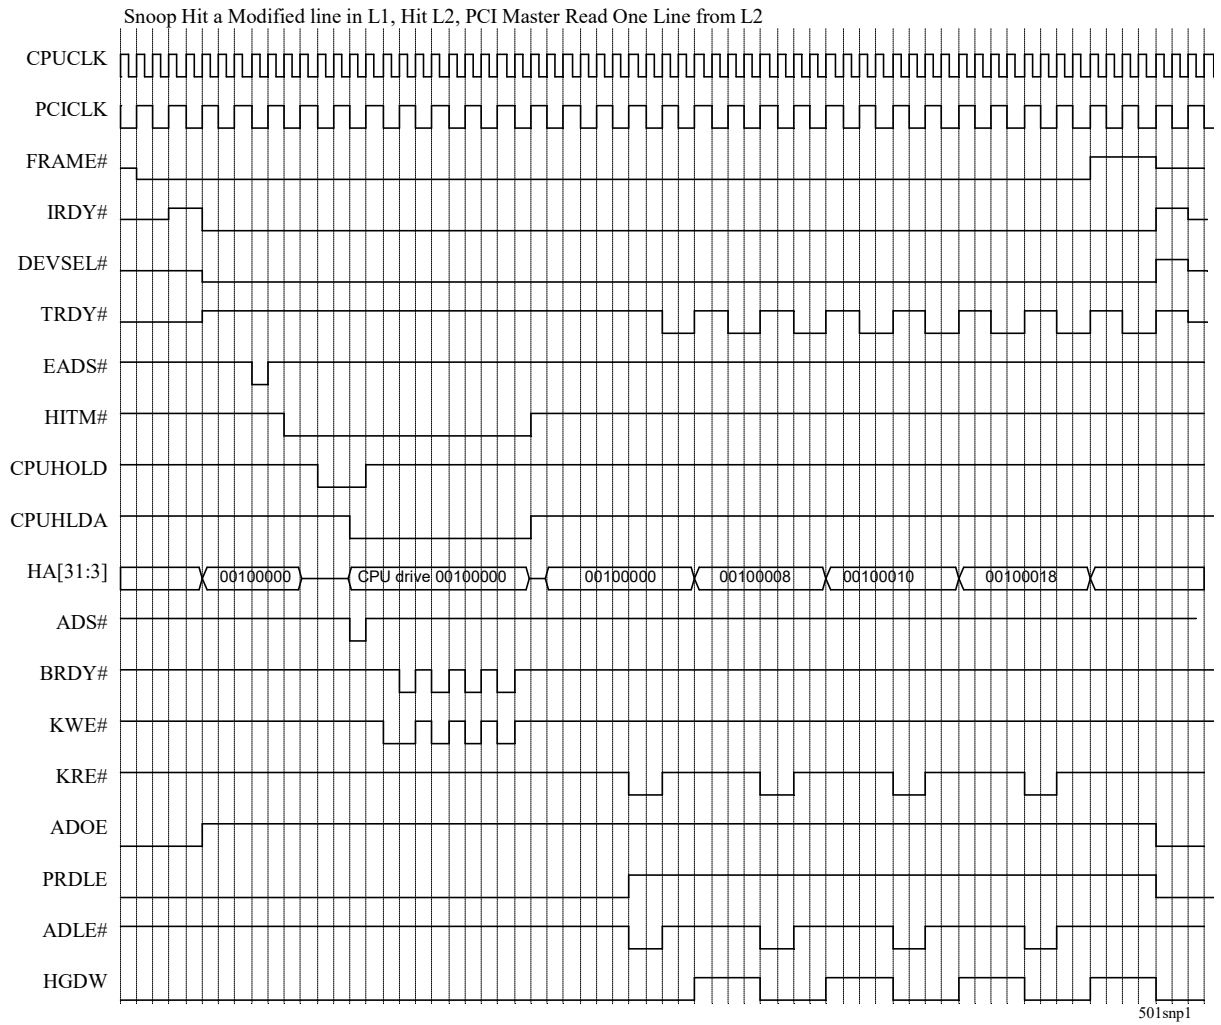 Snoop Hit a Modified line in L1, Hit L2, PCI Master Read One Line from L2
CPUCLK
PCICLK
FRAME#
IRDY#
DEVSEL#
TRDY#
EADS#
HITM#
CPUHOLD
CPUHLDA
HA[31:3] 00100000 CPU drive 00100000 00100000 00100008 00100010 00100018
ADS#
BRDY#
KWE#
KRE#
ADOE
PRDLE
ADLE#
HGDW
501snp1